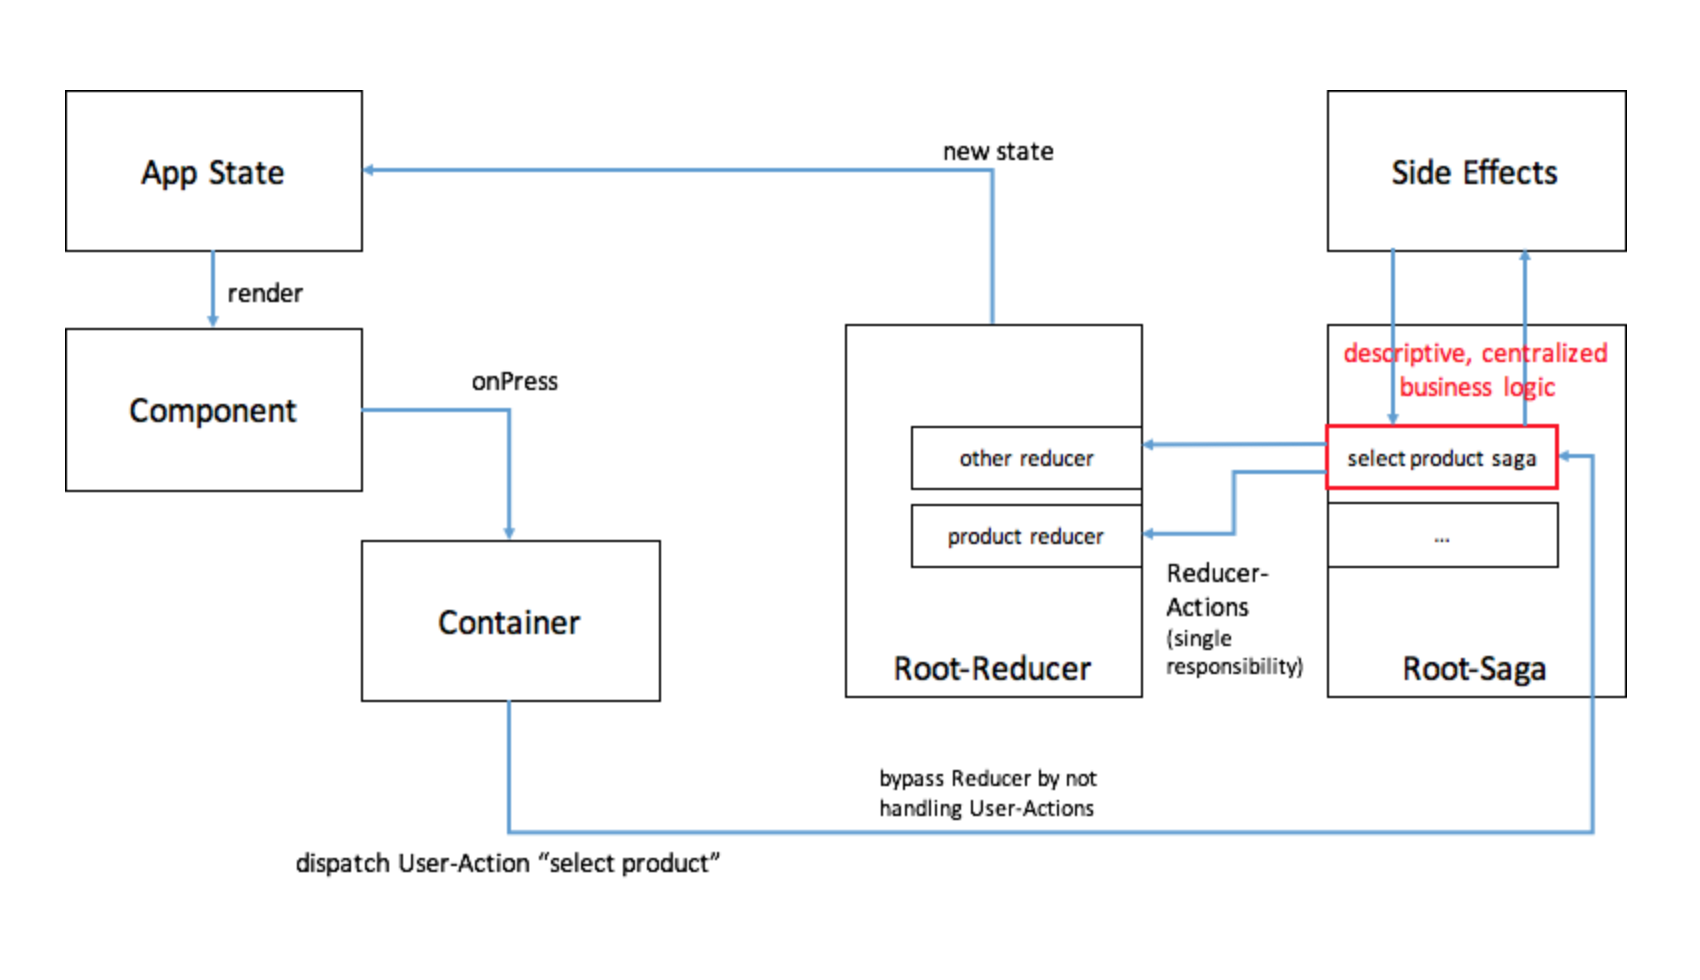 App State
new state
Side Effects
render
descriptive, centralized
business logic
onPress
Component
other reducer
select product saga
product reducer
...
Reducer-
Actions
(single
responsibility)
Container
Root-Reducer
Root-Saga
bypass Reducer by not
handling User-Actions
dispatch User-Action “select product”